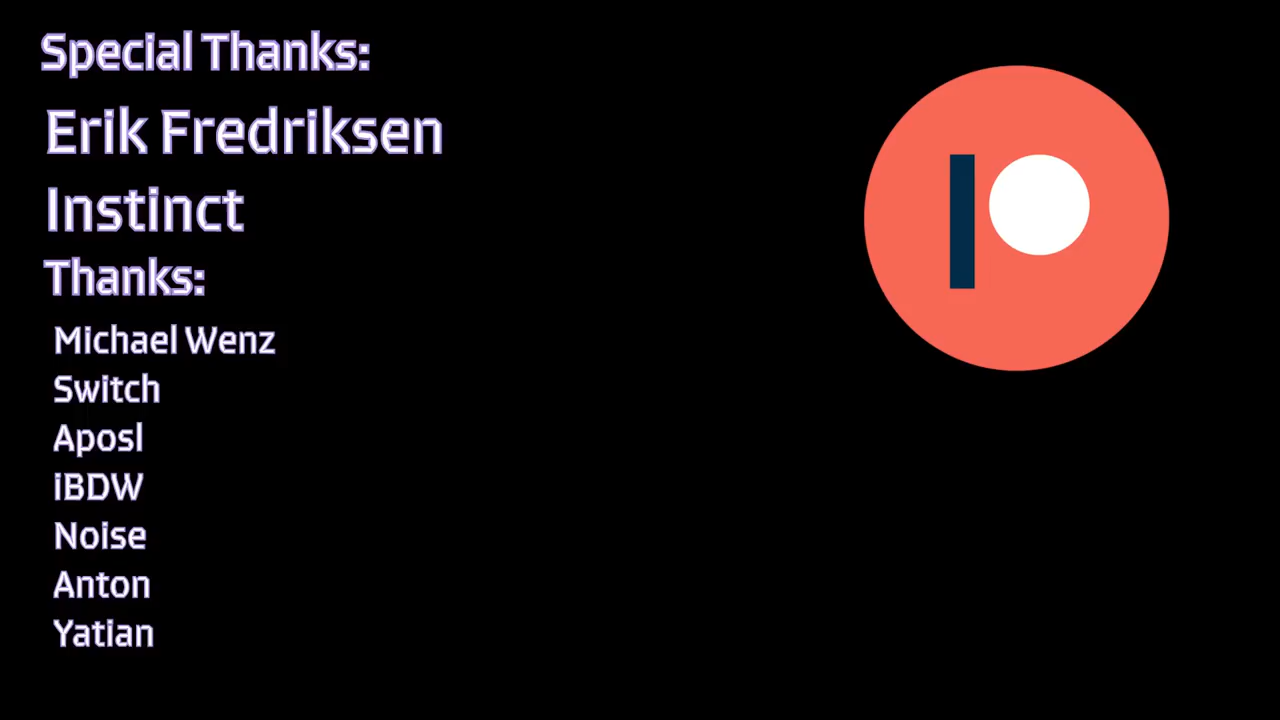 Special Thanks:
Erik Fredriksen
Instinct
Thanks:
Michael Wenz
Switch
Aposl
iBDW
Noise
Anton
Yatian